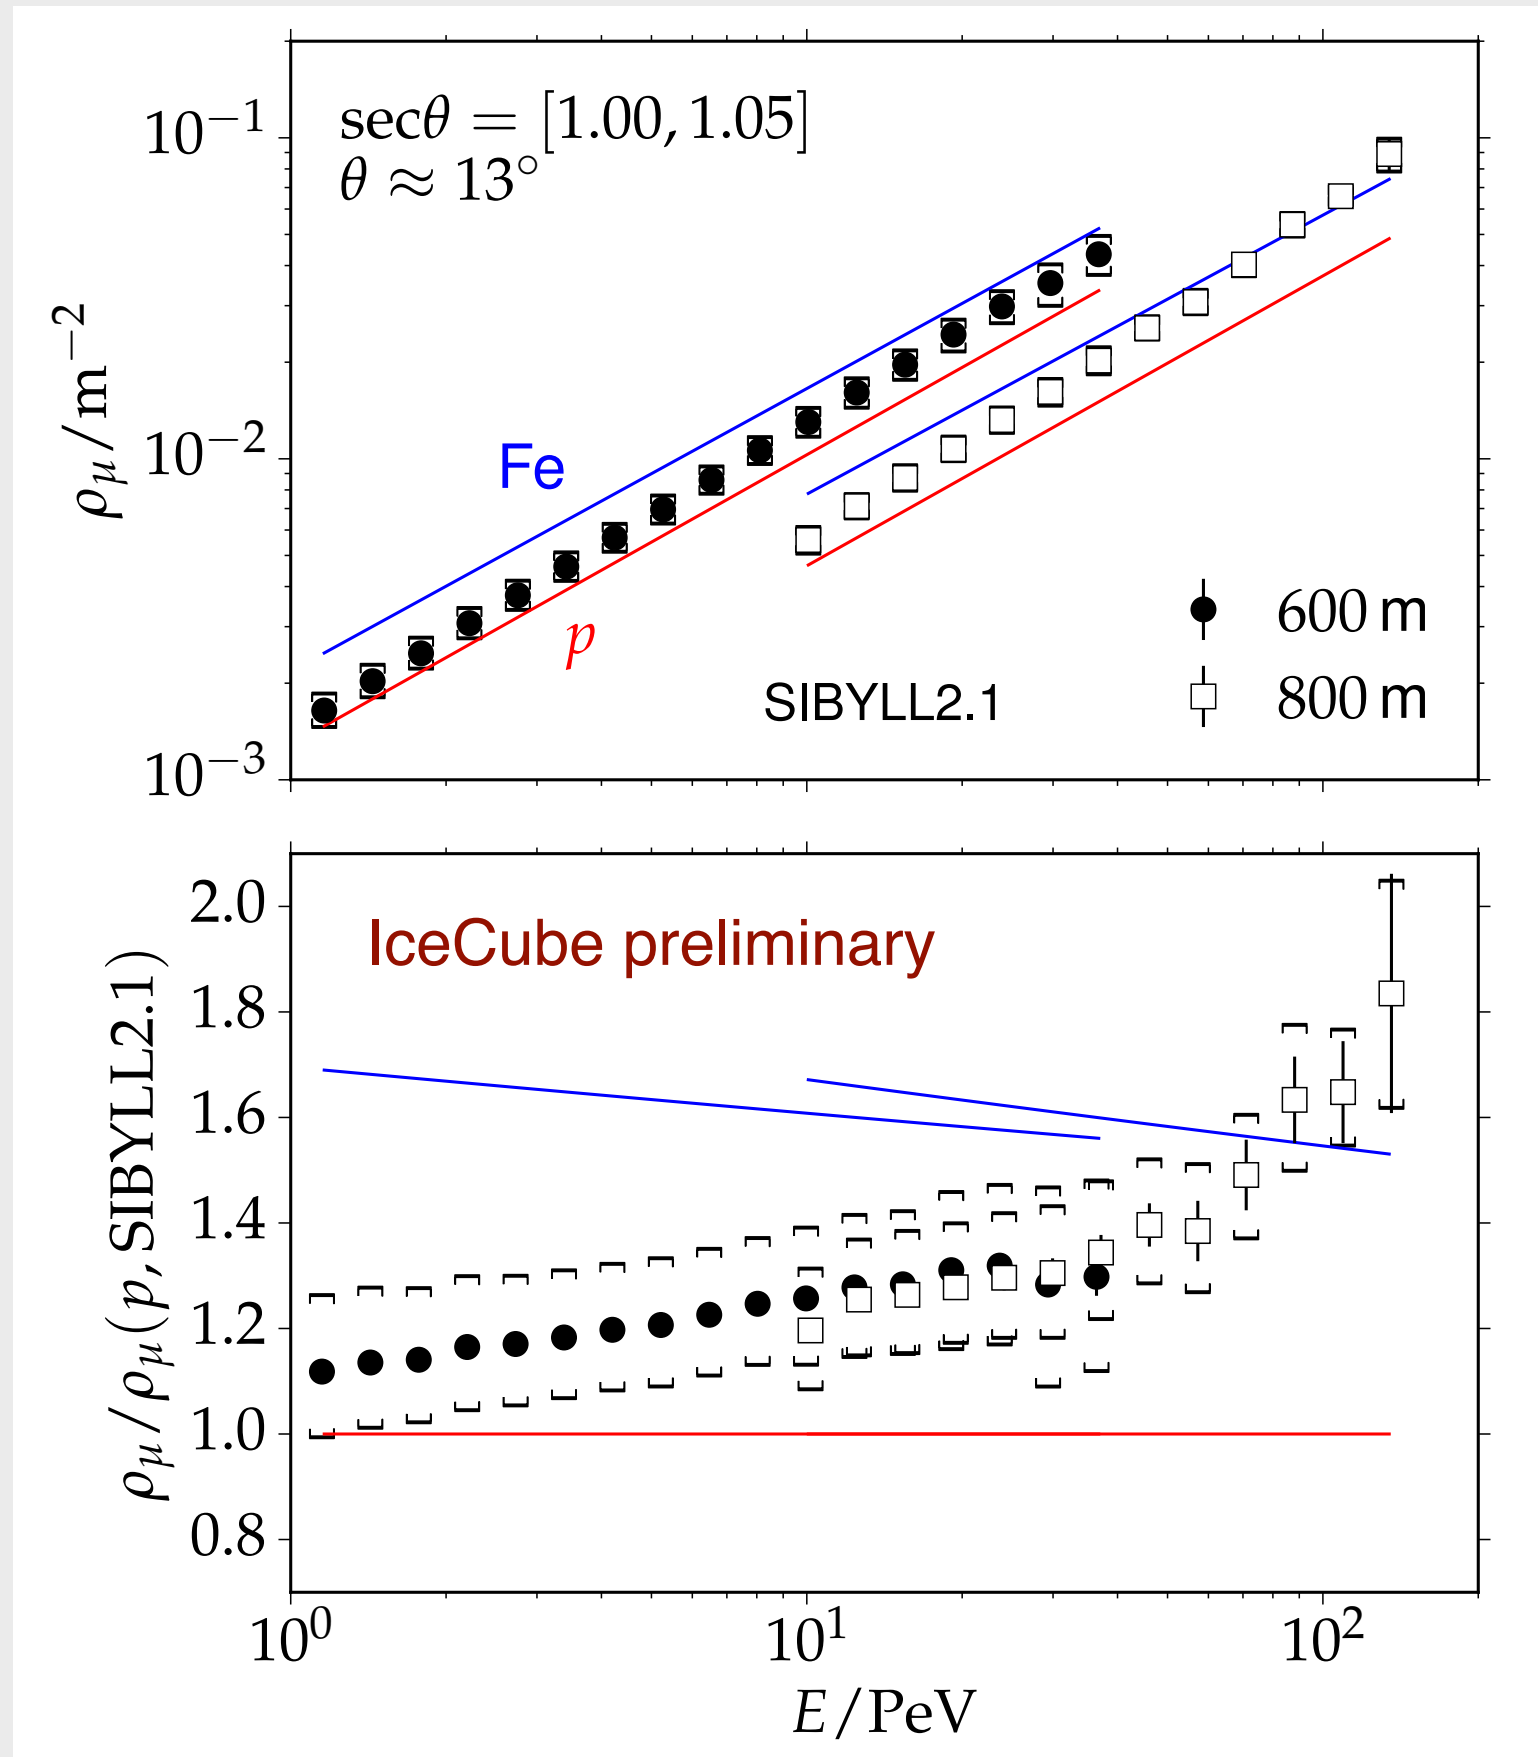 secθ = [1.00, 1.05]
θ ≈ 13°
10⁻¹
10⁻²
10⁻³
ρμ/m⁻²
Fe
p
SIBYLL2.1
600 m
800 m
IceCube preliminary
2.0
1.8
1.6
1.4
1.2
1.0
0.8
ρμ/ρμ(p, SIBYLL2.1)
10⁰ 10¹ 10²
E/PeV